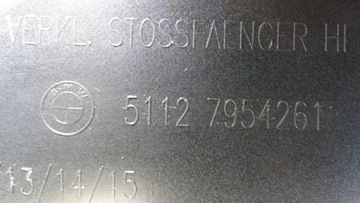 VERKL. STOSSFAENGER HI
5112 7954261
/13/14/15